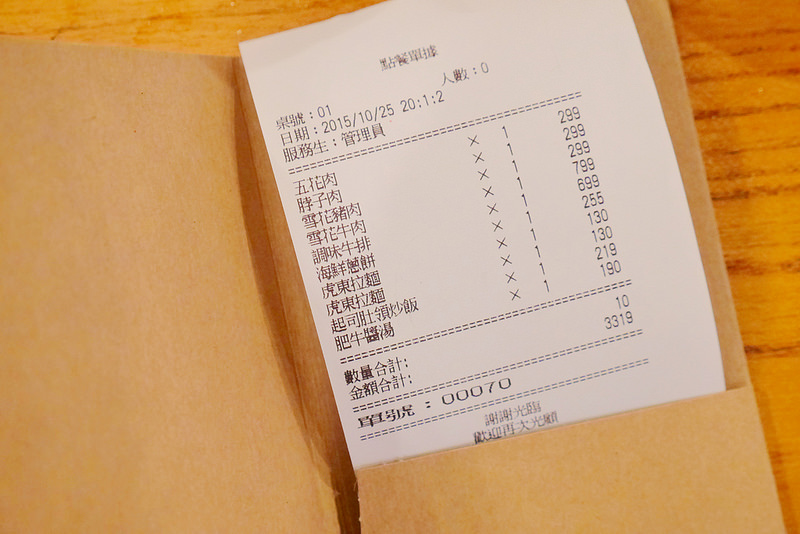 點餐單據
人數：0
桌號：01
日期：2015/10/25 20:1:2
服務生：管理員
五花肉 × 1 299
脖子肉 × 1 299
雪花豬肉 × 1 299
雪花牛肉 × 1 799
調味牛排 × 1 699
海鮮蔥餅 × 1 255
虎東拉麵 × 1 130
虎東拉麵 × 1 130
起司肚領炒飯 × 1 219
肥牛醬湯 × 1 190
數量合計： 10
金額合計： 3319
單號：00070
謝謝光臨
歡迎再次光顧